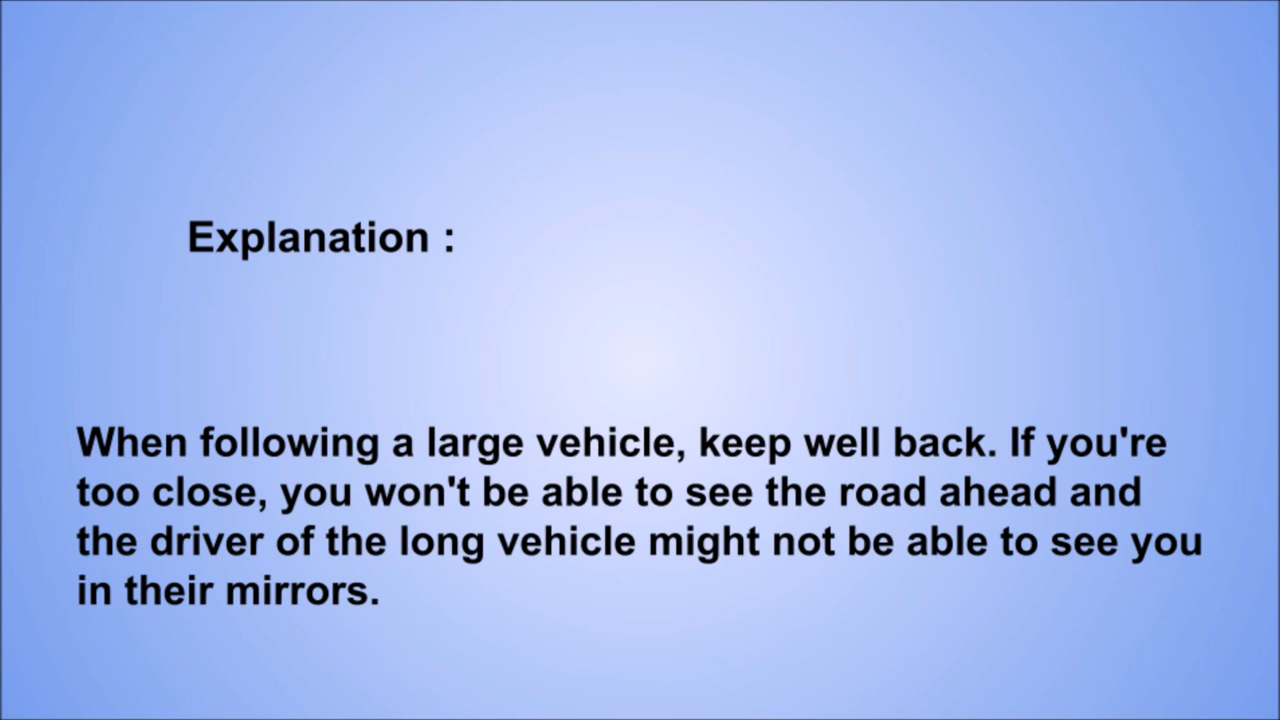 Explanation :
When following a large vehicle, keep well back. If you're
too close, you won't be able to see the road ahead and
the driver of the long vehicle might not be able to see you
in their mirrors.